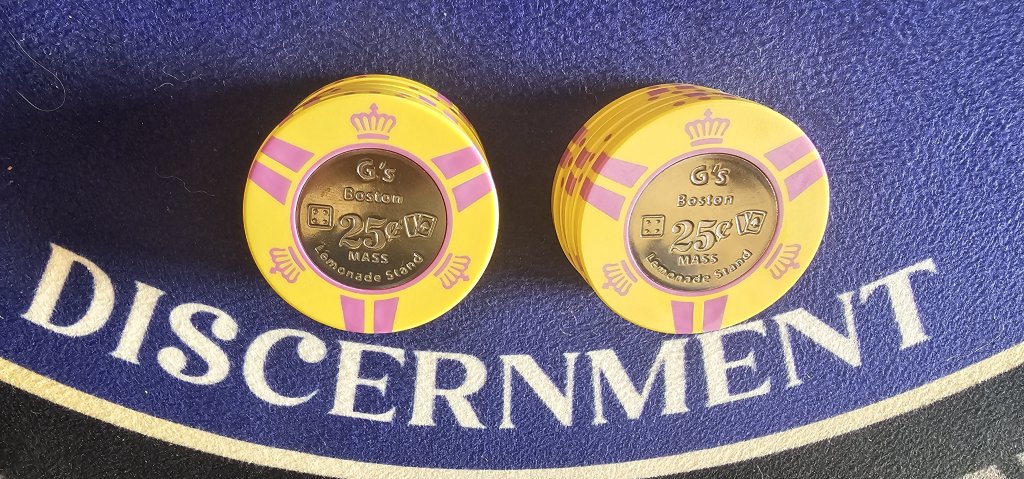 G's
Boston
25¢
MASS
Lemonade Stand
G's
Boston
25¢
MASS
Lemonade Stand
DISCERNMENT